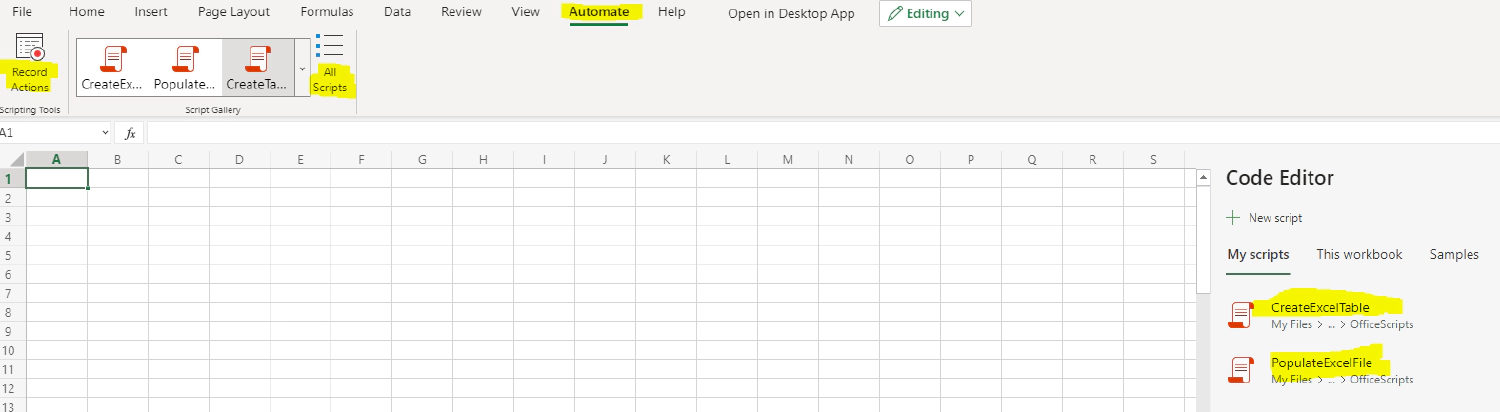 File Home Insert Page Layout Formulas Data Review View Automate Help Open in Desktop App Editing
Record
Actions
CreateEx... Populate... CreateTa...
All
Scripts
Scripting Tools Script Gallery
A1 fx
A B C D E F G H I J K L M N O P Q R S
1
2
3
4
5
6
7
8
9
10
11
12
13
Code Editor
New script
My scripts This workbook Samples
CreateExcelTable
My Files > ... > OfficeScripts
PopulateExcelFile
My Files > ... > OfficeScripts